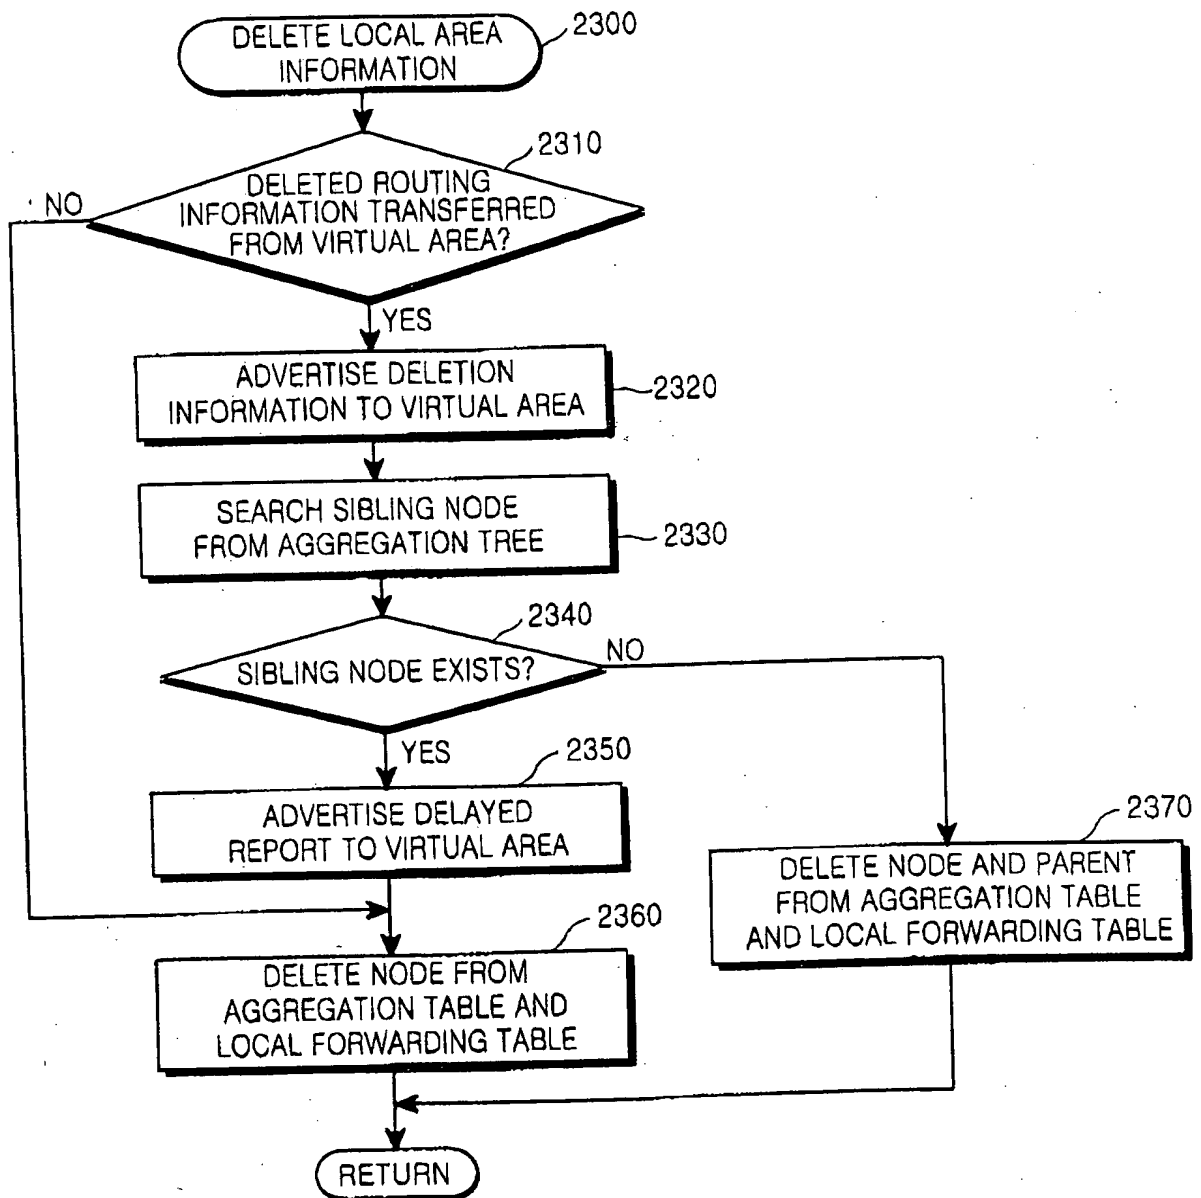 DELETE LOCAL AREA
INFORMATION
2300
2310
DELETED ROUTING
INFORMATION TRANSFERRED
FROM VIRTUAL AREA?
NO
YES
ADVERTISE DELETION
INFORMATION TO VIRTUAL AREA
2320
SEARCH SIBLING NODE
FROM AGGREGATION TREE
2330
2340
SIBLING NODE EXISTS?
NO
YES
2350
ADVERTISE DELAYED
REPORT TO VIRTUAL AREA
2370
DELETE NODE AND PARENT
FROM AGGREGATION TABLE
AND LOCAL FORWARDING TABLE
2360
DELETE NODE FROM
AGGREGATION TABLE AND
LOCAL FORWARDING TABLE
RETURN